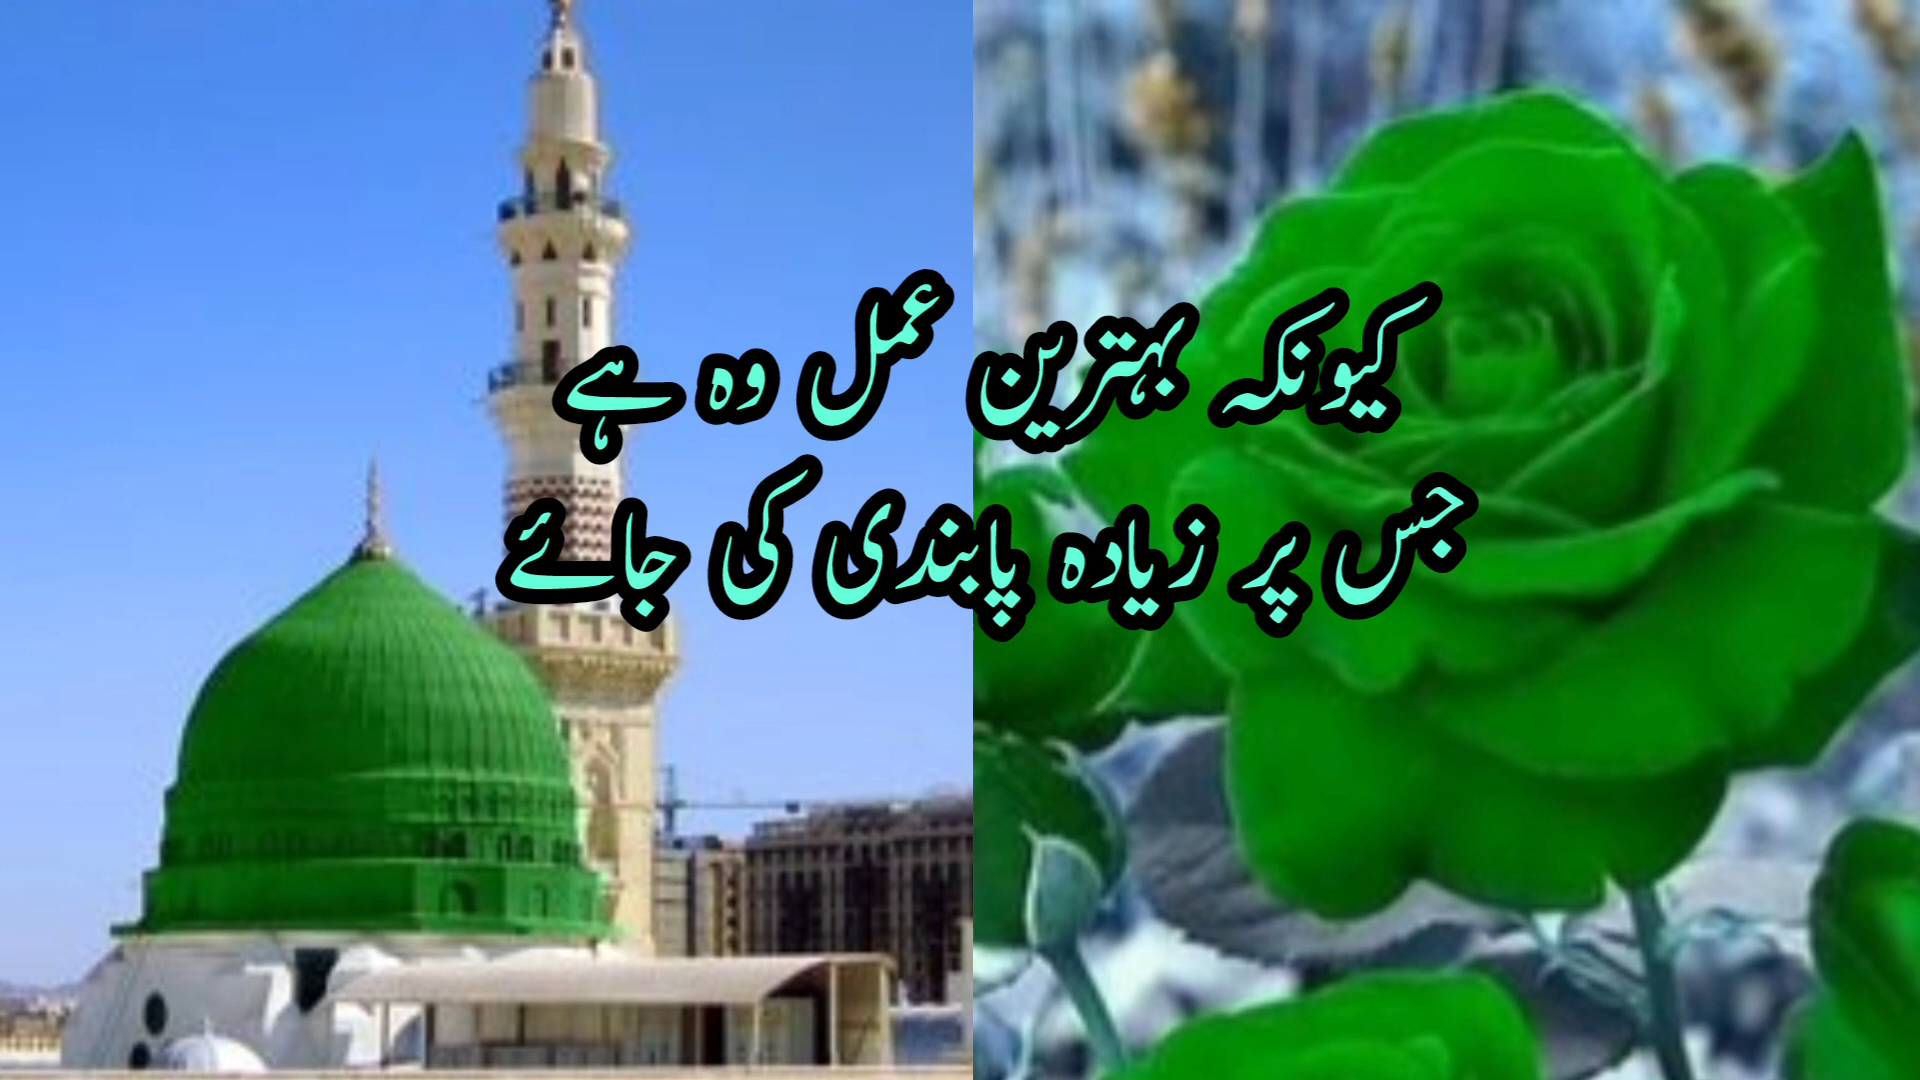 کیونکہ بہترین عمل وہ ہے
جس پر زیادہ پابندی کی جائے